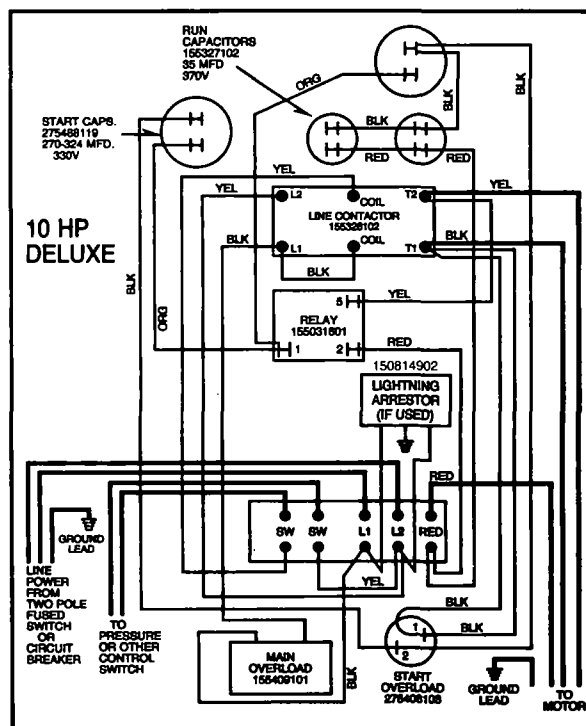 RUN
CAPACITORS
155327102
35 MFD
370V
ORG
BLK
BLK
START CAPS.
275468119
270-324 MFD.
330V
BLK
RED
RED
YEL
YEL
L2
COIL
T2
YEL
LINE CONTACTOR
155326102
10 HP
DELUXE
BLK
L1
COIL
T1
BLK
BLK
BLK
ORG
5
YEL
RELAY
155031601
1
2
RED
150814902
LIGHTNING
ARRESTOR
(IF USED)
RED
SW
SW
L1
L2
RED
GROUND
LEAD
YEL
LINE
POWER
FROM
TWO POLE
FUSED
SWITCH
OR
CIRCUIT
BREAKER
TO
PRESSURE
OR OTHER
CONTROL
SWITCH
BLK
1
BLK
2
MAIN
OVERLOAD
155409101
BLK
START
OVERLOAD
275406108
GROUND
LEAD
TO
MOTOR